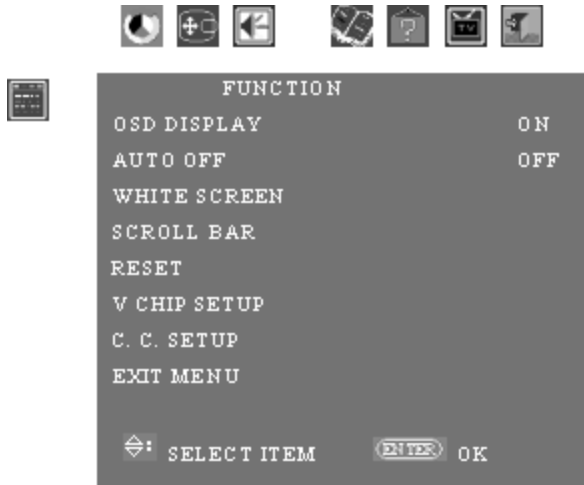 TV
FUNCTION
OSD DISPLAY ON
AUTO OFF OFF
WHITE SCREEN
SCROLL BAR
RESET
V CHIP SETUP
C. C. SETUP
EXIT MENU
: SELECT ITEM ENTER OK